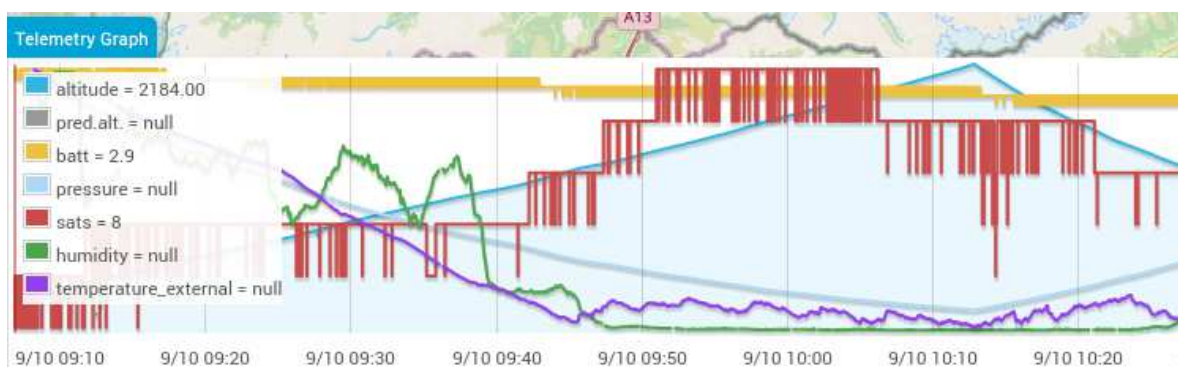 A13
Telemetry Graph
altitude = 2184.00
pred.alt. = null
batt = 2.9
pressure = null
sats = 8
humidity = null
temperature_external = null
9/10 09:10 9/10 09:20 9/10 09:30 9/10 09:40 9/10 09:50 9/10 10:00 9/10 10:10 9/10 10:20